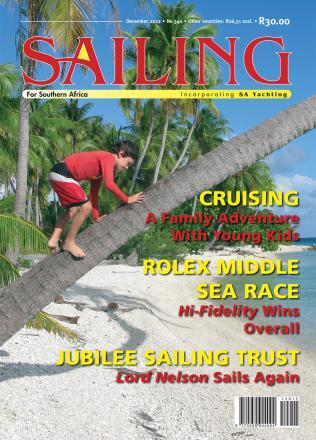 December 2012 • No.340 • Other countries: R26.31 excl. • R30.00
SAILING
For Southern Africa
Incorporating SA Yachting
CRUISING
A Family Adventure
With Young Kids
ROLEX MIDDLE
SEA RACE
Hi-Fidelity Wins
Overall
JUBILEE SAILING TRUST
Lord Nelson Sails Again